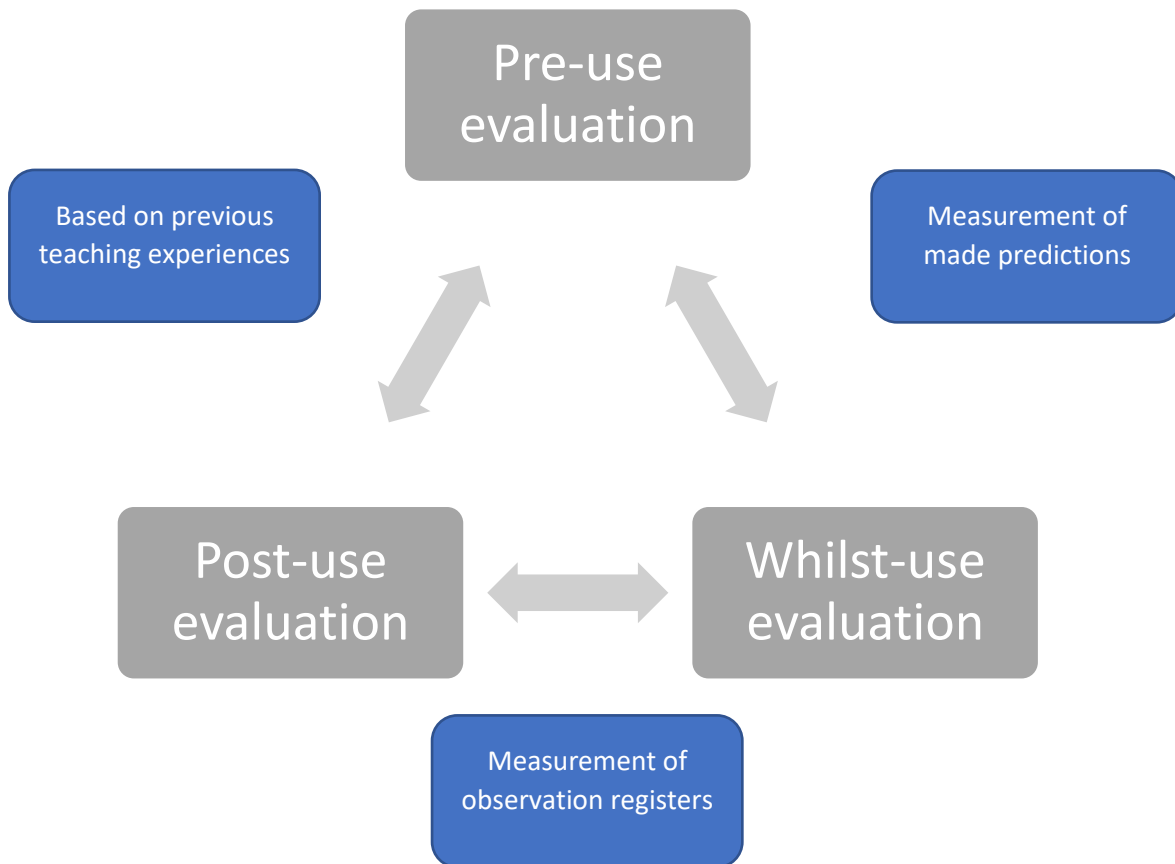 Pre-use
evaluation
Based on previous
teaching experiences
Measurement of
made predictions
Post-use
evaluation
Whilst-use
evaluation
Measurement of
observation registers